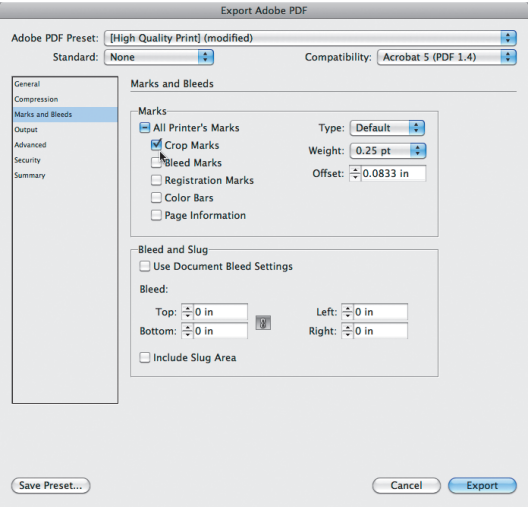 Export Adobe PDF
Adobe PDF Preset: [High Quality Print] (modified)
Standard: None Compatibility: Acrobat 5 (PDF 1.4)
General
Compression
Marks and Bleeds
Output
Advanced
Security
Summary
Marks and Bleeds
Marks
All Printer's Marks Type: Default
Crop Marks Weight: 0.25 pt
Bleed Marks Offset: 0.0833 in
Registration Marks
Color Bars
Page Information
Bleed and Slug
Use Document Bleed Settings
Bleed:
Top: 0 in Left: 0 in
Bottom: 0 in Right: 0 in
Include Slug Area
Save Preset... Cancel Export